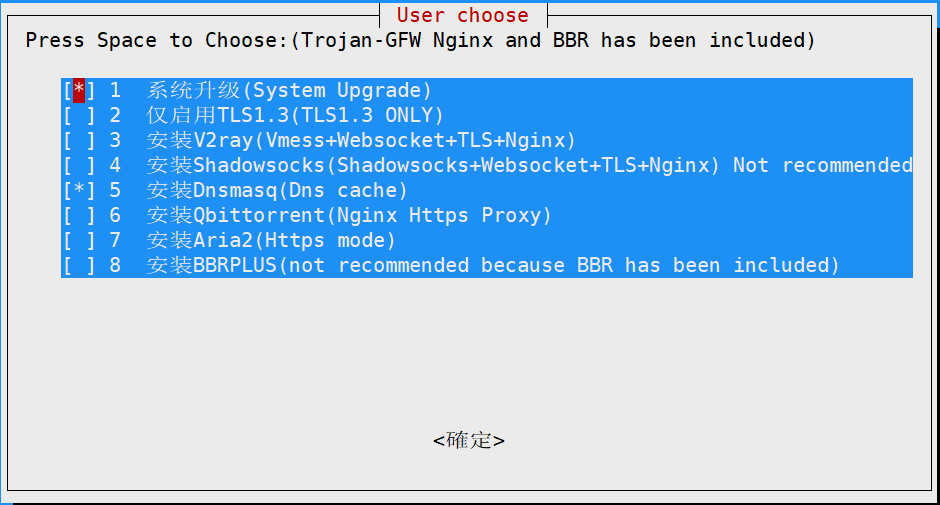 User choose
Press Space to Choose:(Trojan-GFW Nginx and BBR has been included)
[*] 1 系统升级(System Upgrade)
[ ] 2 仅启用TLS1.3(TLS1.3 ONLY)
[ ] 3 安装V2ray(Vmess+Websocket+TLS+Nginx)
[ ] 4 安装Shadowsocks(Shadowsocks+Websocket+TLS+Nginx) Not recommended
[*] 5 安装Dnsmasq(Dns cache)
[ ] 6 安装Qbittorrent(Nginx Https Proxy)
[ ] 7 安装Aria2(Https mode)
[ ] 8 安装BBRPLUS(not recommended because BBR has been included)
<確定>